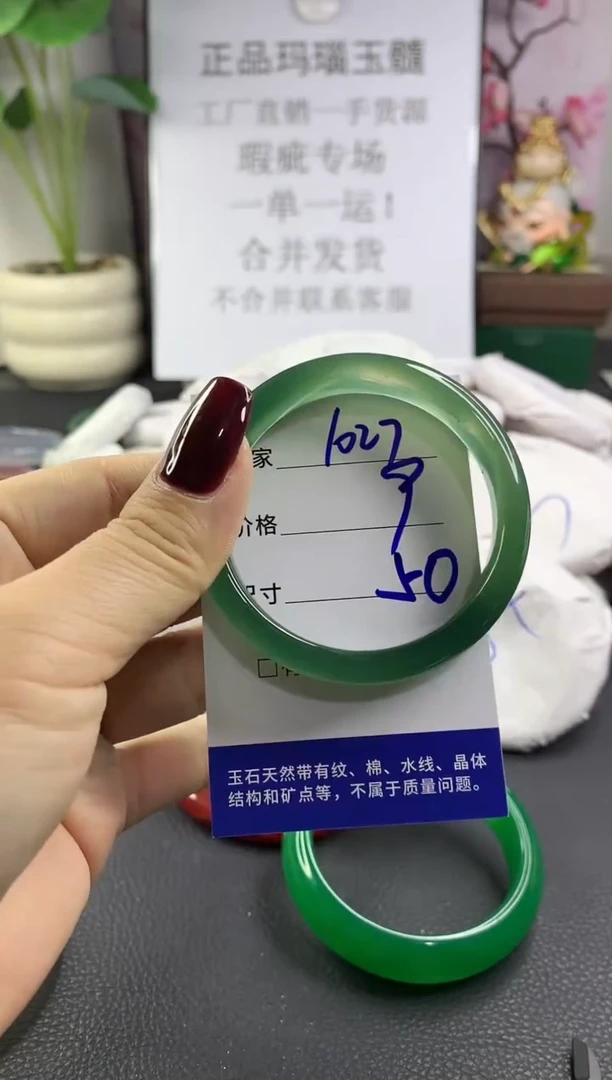 正品玛瑙玉髓
工厂直销一手货源
瑕疵专场
一单一运!
合并发货
不合并联系客服
家 1027
价格
尺寸 50
玉石天然带有纹、棉、水线、晶体
结构和矿点等，不属于质量问题。